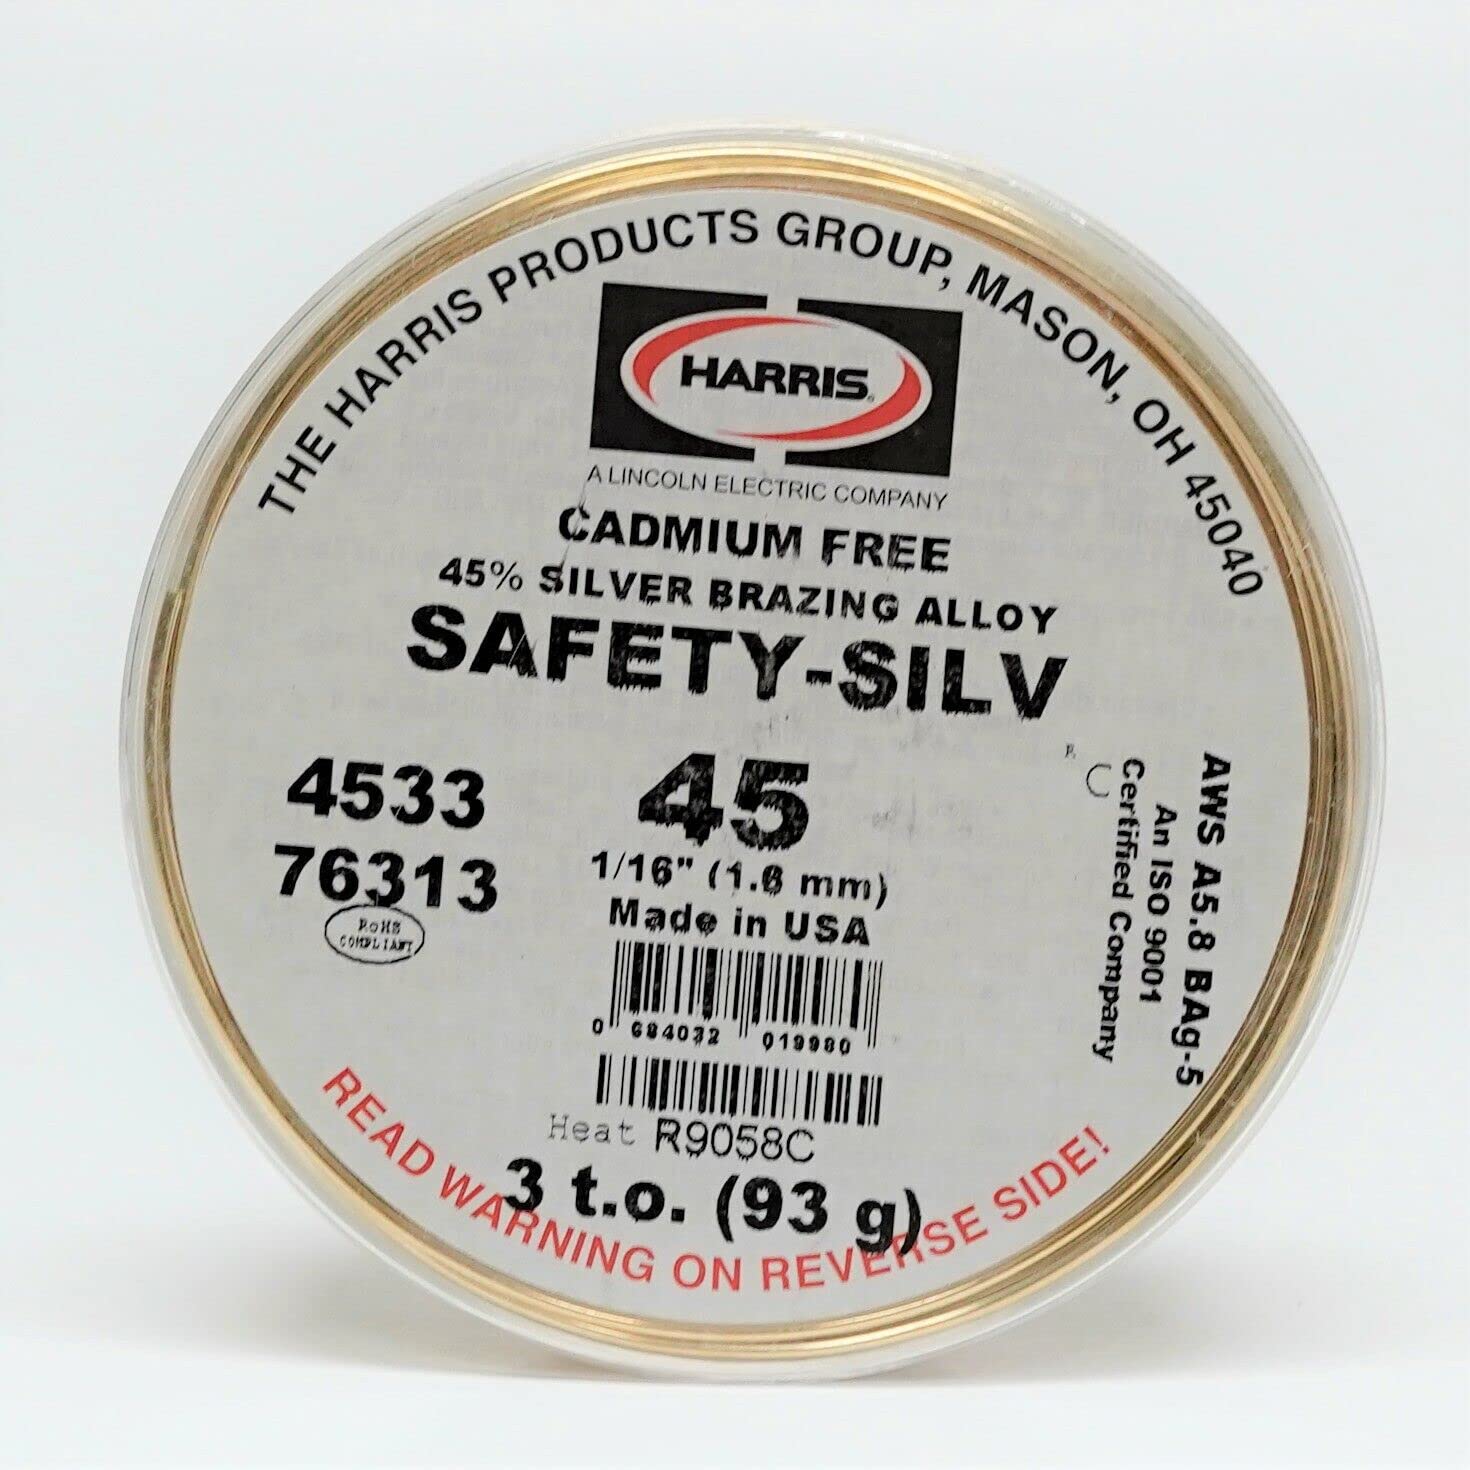 THE HARRIS PRODUCTS GROUP, MASON, OH 45040
HARRIS®
A LINCOLN ELECTRIC COMPANY
CADMIUM FREE
45% SILVER BRAZING ALLOY
SAFETY-SILV
45
4533
76313
RoHS
COMPLIANT
1/16" (1.6 mm)
Made in USA
0 684032 019980
Heat R9058C
3 t.o. (93 g)
AWS A5.8 BAg-5
An ISO 9001
Certified Company
READ WARNING ON REVERSE SIDE!